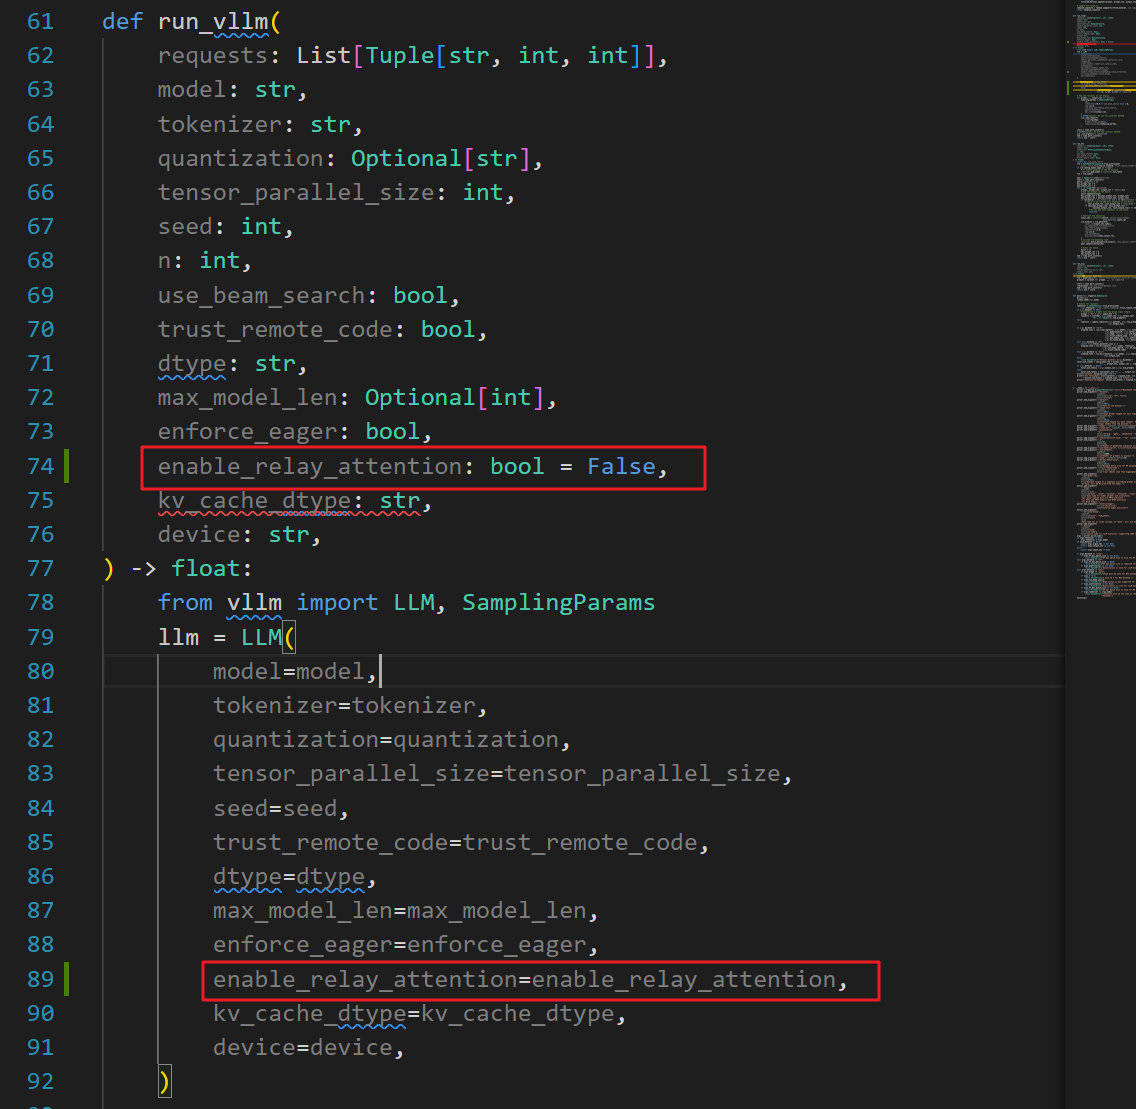 61 def run_vllm(
62     requests: List[Tuple[str, int, int]],
63     model: str,
64     tokenizer: str,
65     quantization: Optional[str],
66     tensor_parallel_size: int,
67     seed: int,
68     n: int,
69     use_beam_search: bool,
70     trust_remote_code: bool,
71     dtype: str,
72     max_model_len: Optional[int],
73     enforce_eager: bool,
74     enable_relay_attention: bool = False,
75     kv_cache_dtype: str,
76     device: str,
77 ) -> float:
78     from vllm import LLM, SamplingParams
79     llm = LLM(
80         model=model,
81         tokenizer=tokenizer,
82         quantization=quantization,
83         tensor_parallel_size=tensor_parallel_size,
84         seed=seed,
85         trust_remote_code=trust_remote_code,
86         dtype=dtype,
87         max_model_len=max_model_len,
88         enforce_eager=enforce_eager,
89         enable_relay_attention=enable_relay_attention,
90         kv_cache_dtype=kv_cache_dtype,
91         device=device,
92     )